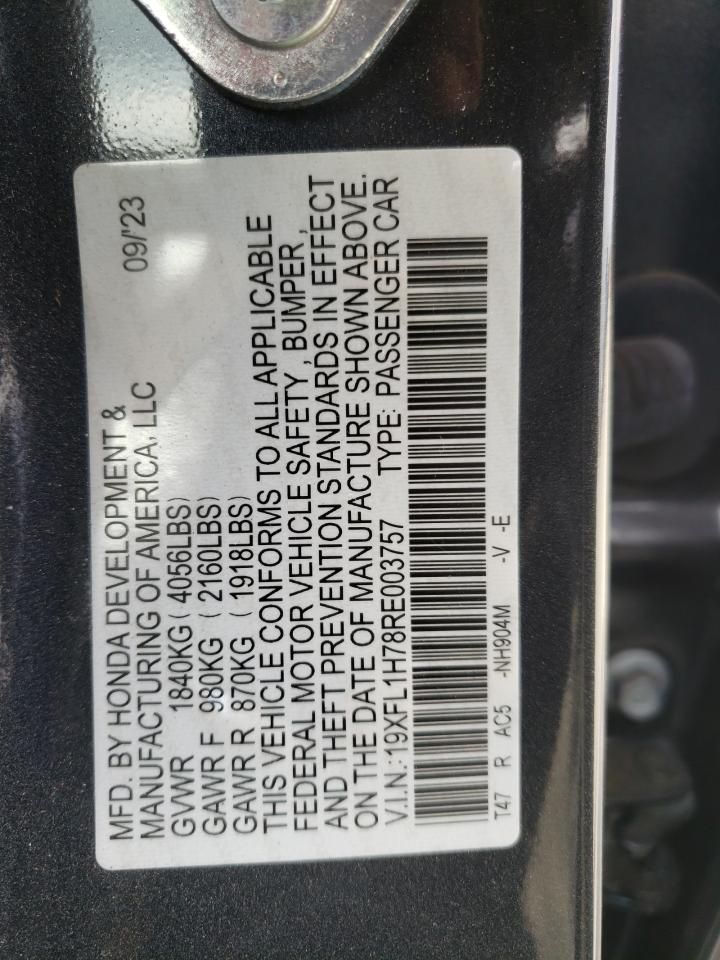 MFD. BY HONDA DEVELOPMENT &
MANUFACTURING OF AMERICA, LLC 09/'23
GVWR 1840KG ( 4056LBS)
GAWR F 980KG ( 2160LBS)
GAWR R 870KG ( 1918LBS)
THIS VEHICLE CONFORMS TO ALL APPLICABLE
FEDERAL MOTOR VEHICLE SAFETY , BUMPER ,
AND THEFT PREVENTION STANDARDS IN EFFECT
ON THE DATE OF MANUFACTURE SHOWN ABOVE.
V.I.N.:19XFL1H78RE003757 TYPE: PASSENGER CAR
T47 R AC5 -NH904M -V -E